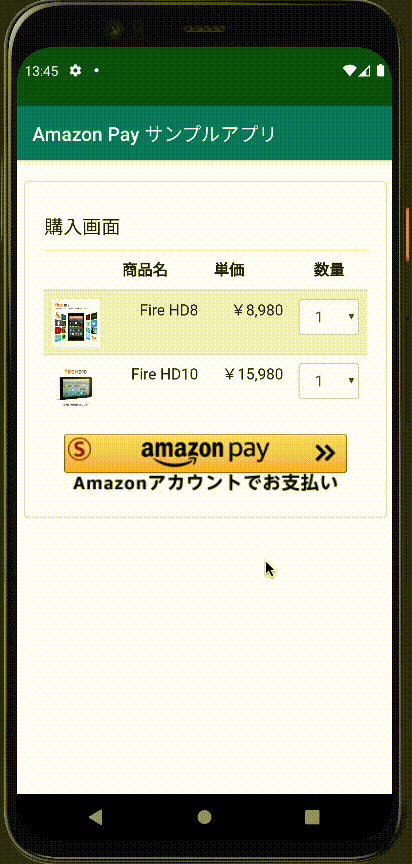 13:45
Amazon Pay サンプルアプリ
購入画面
商品名 単価 数量
Fire HD8 ￥8,980 1
Fire HD10 ￥15,980 1
S amazon pay
Amazonアカウントでお支払い